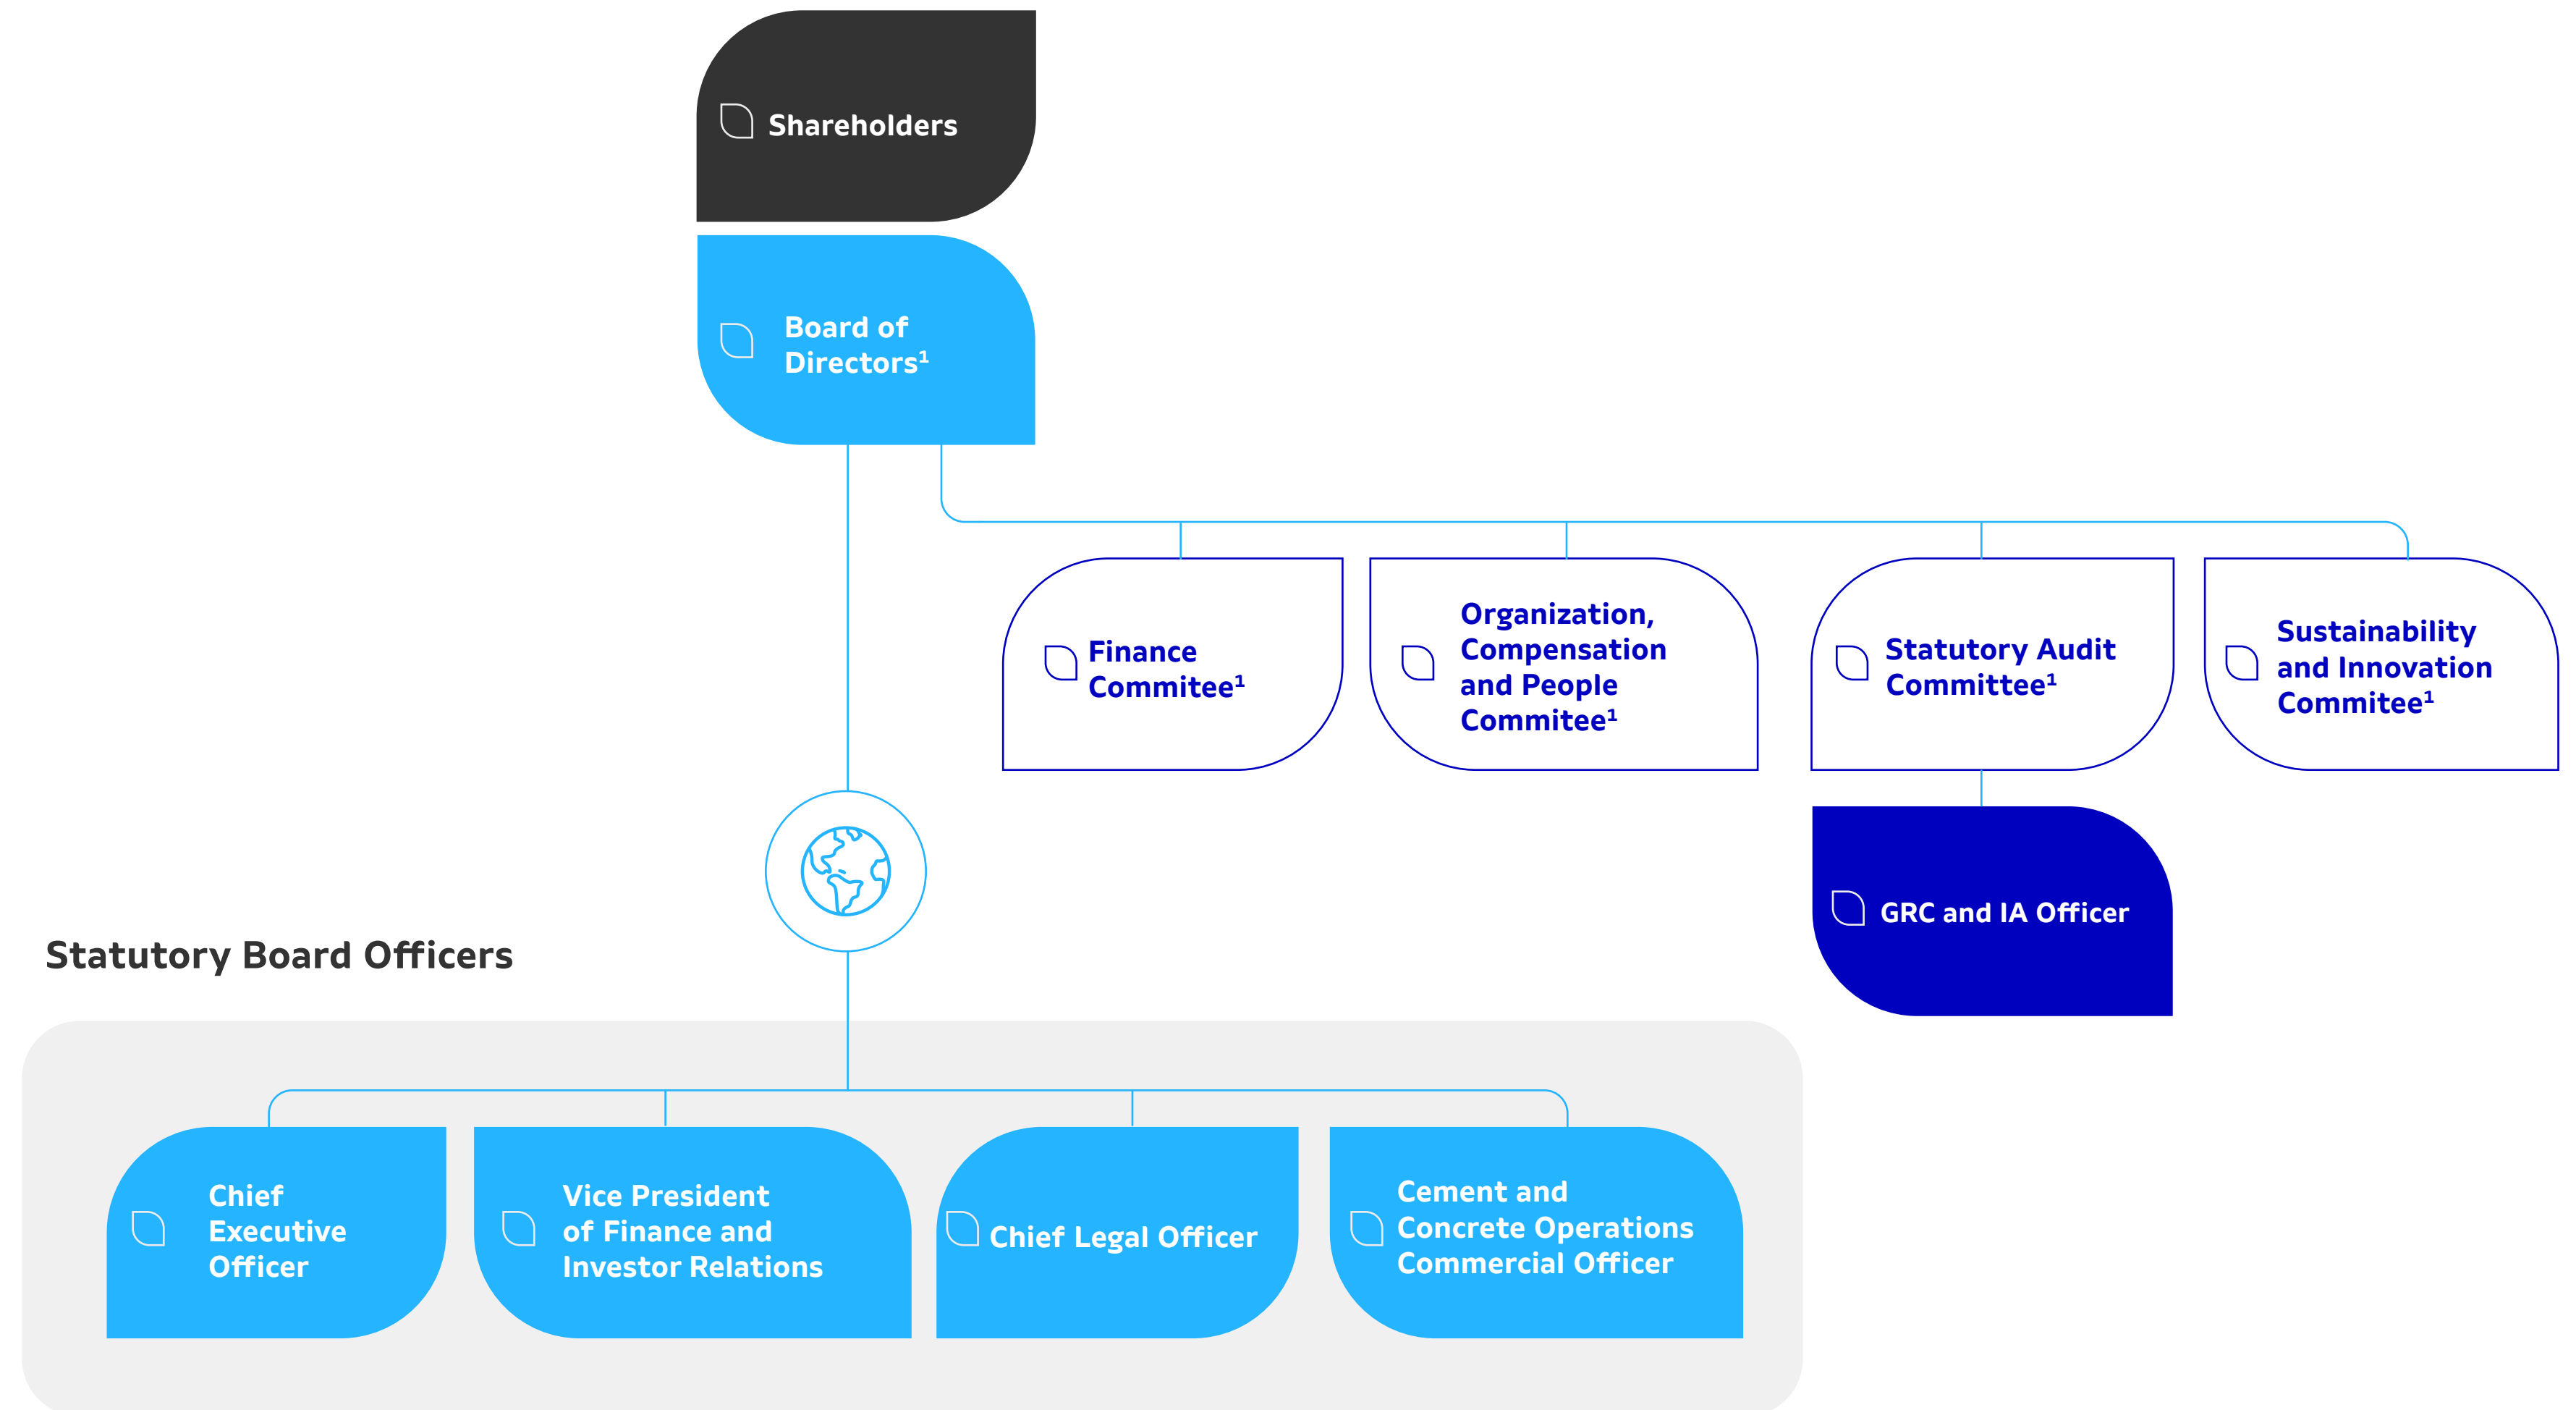 Shareholders
Board of
Directors¹
Finance
Commitee¹
Organization,
Compensation
and People
Commitee¹
Statutory Audit
Committee¹
Sustainability
and Innovation
Commitee¹
GRC and IA Officer
Statutory Board Officers
Chief
Executive
Officer
Vice President
of Finance and
Investor Relations
Chief Legal Officer
Cement and
Concrete Operations
Commercial Officer